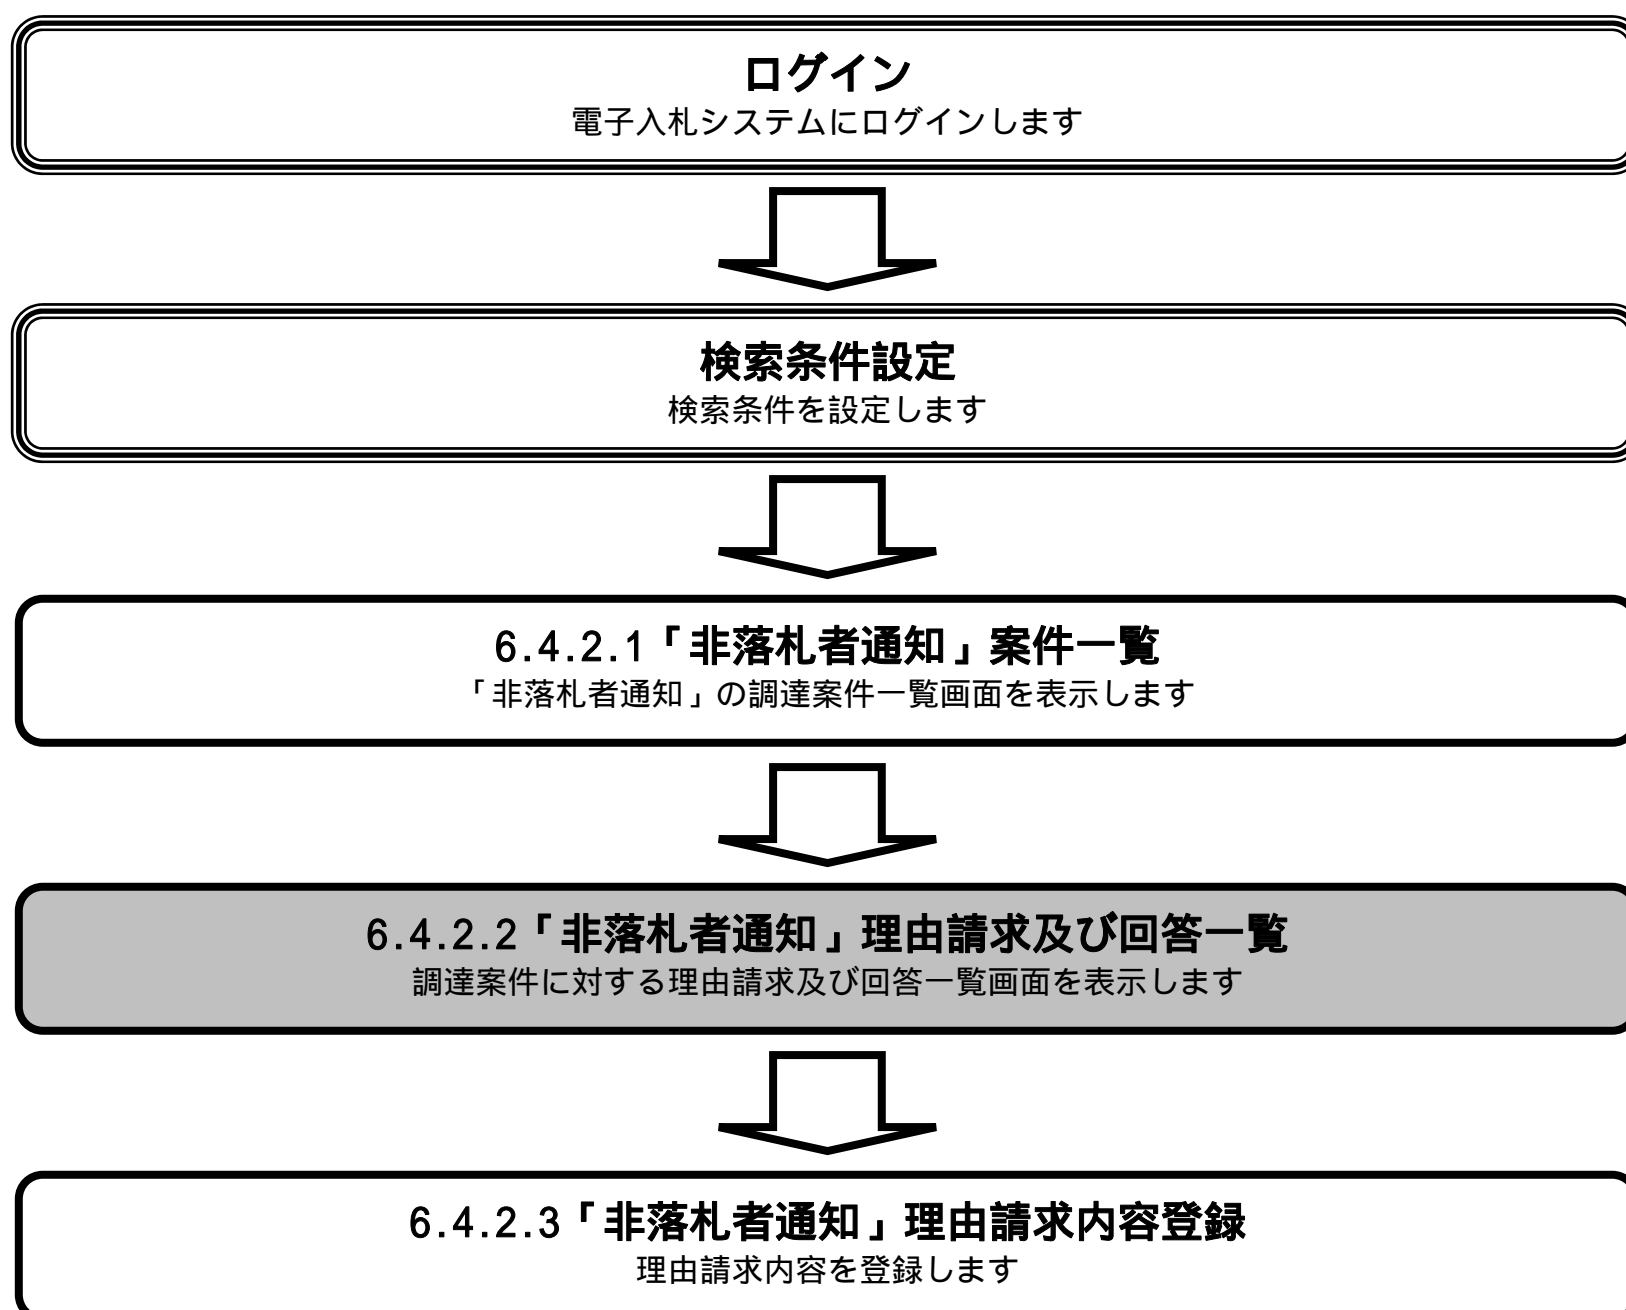 ログイン
電子入札システムにログインします
検索条件設定
検索条件を設定します
6.4.2.1「非落札者通知」案件一覧
「非落札者通知」の調達案件一覧画面を表示します
6.4.2.2「非落札者通知」理由請求及び回答一覧
調達案件に対する理由請求及び回答一覧画面を表示します
6.4.2.3「非落札者通知」理由請求内容登録
理由請求内容を登録します